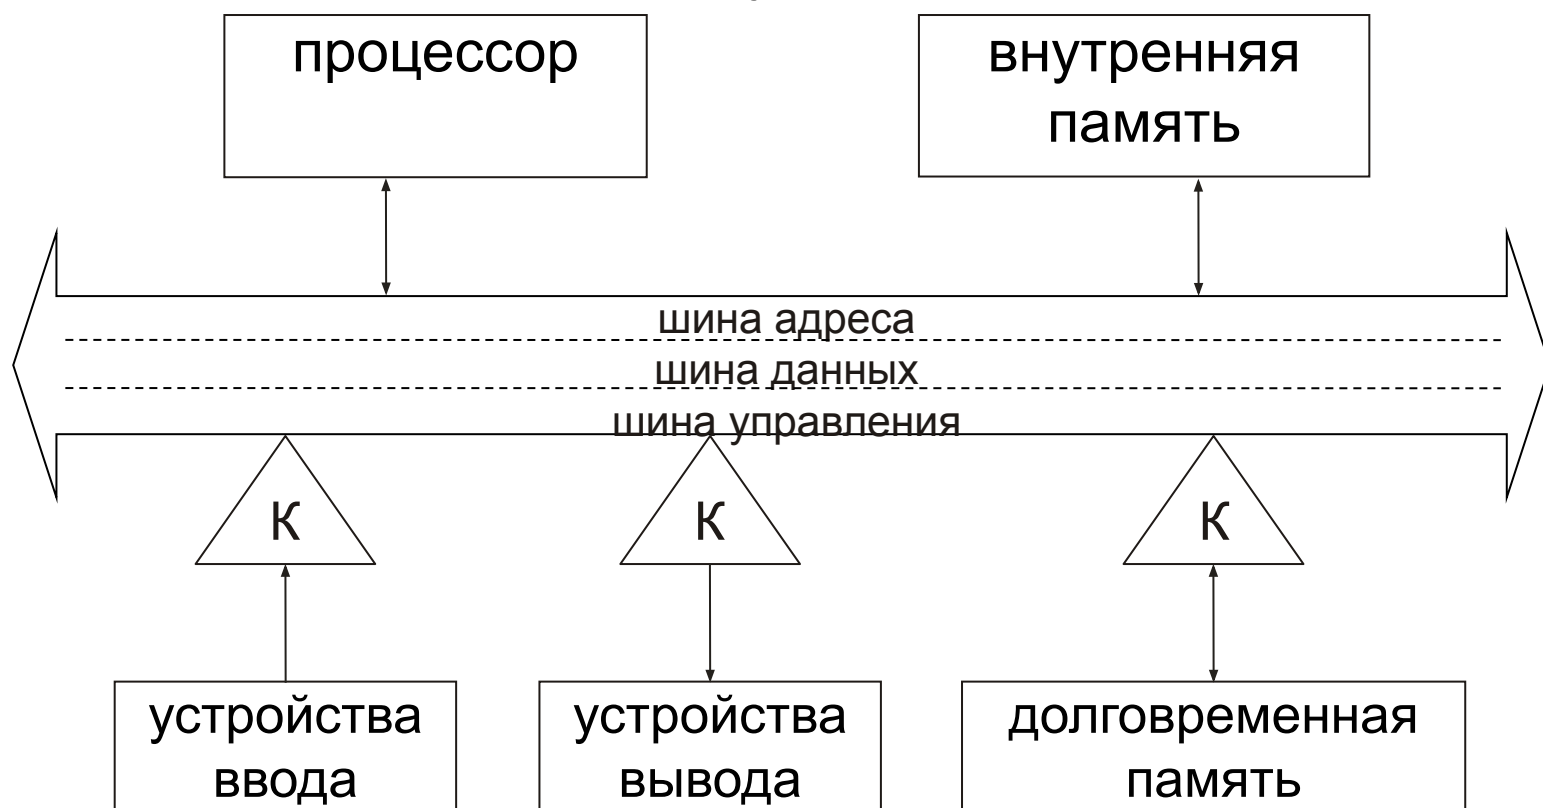 процессор
внутренняя
память
шина адреса
шина данных
шина управления
К
К
К
устройства
ввода
устройства
вывода
долговременная
память